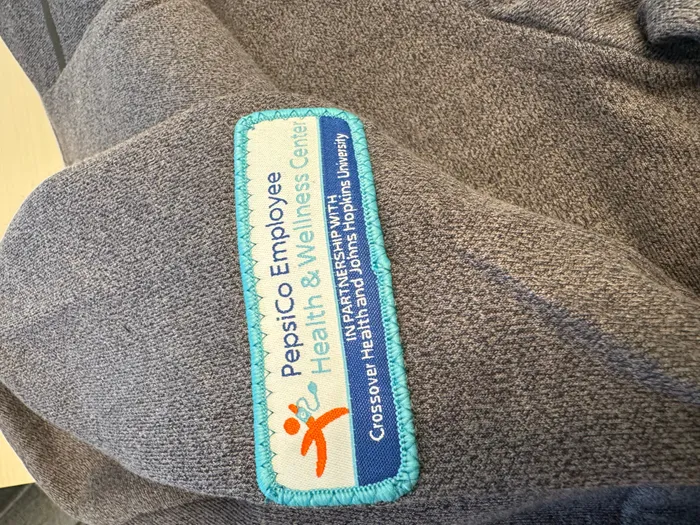 PepsiCo Employee
Health & Wellness Center
IN PARTNERSHIP WITH
Crossover Health and Johns Hopkins University